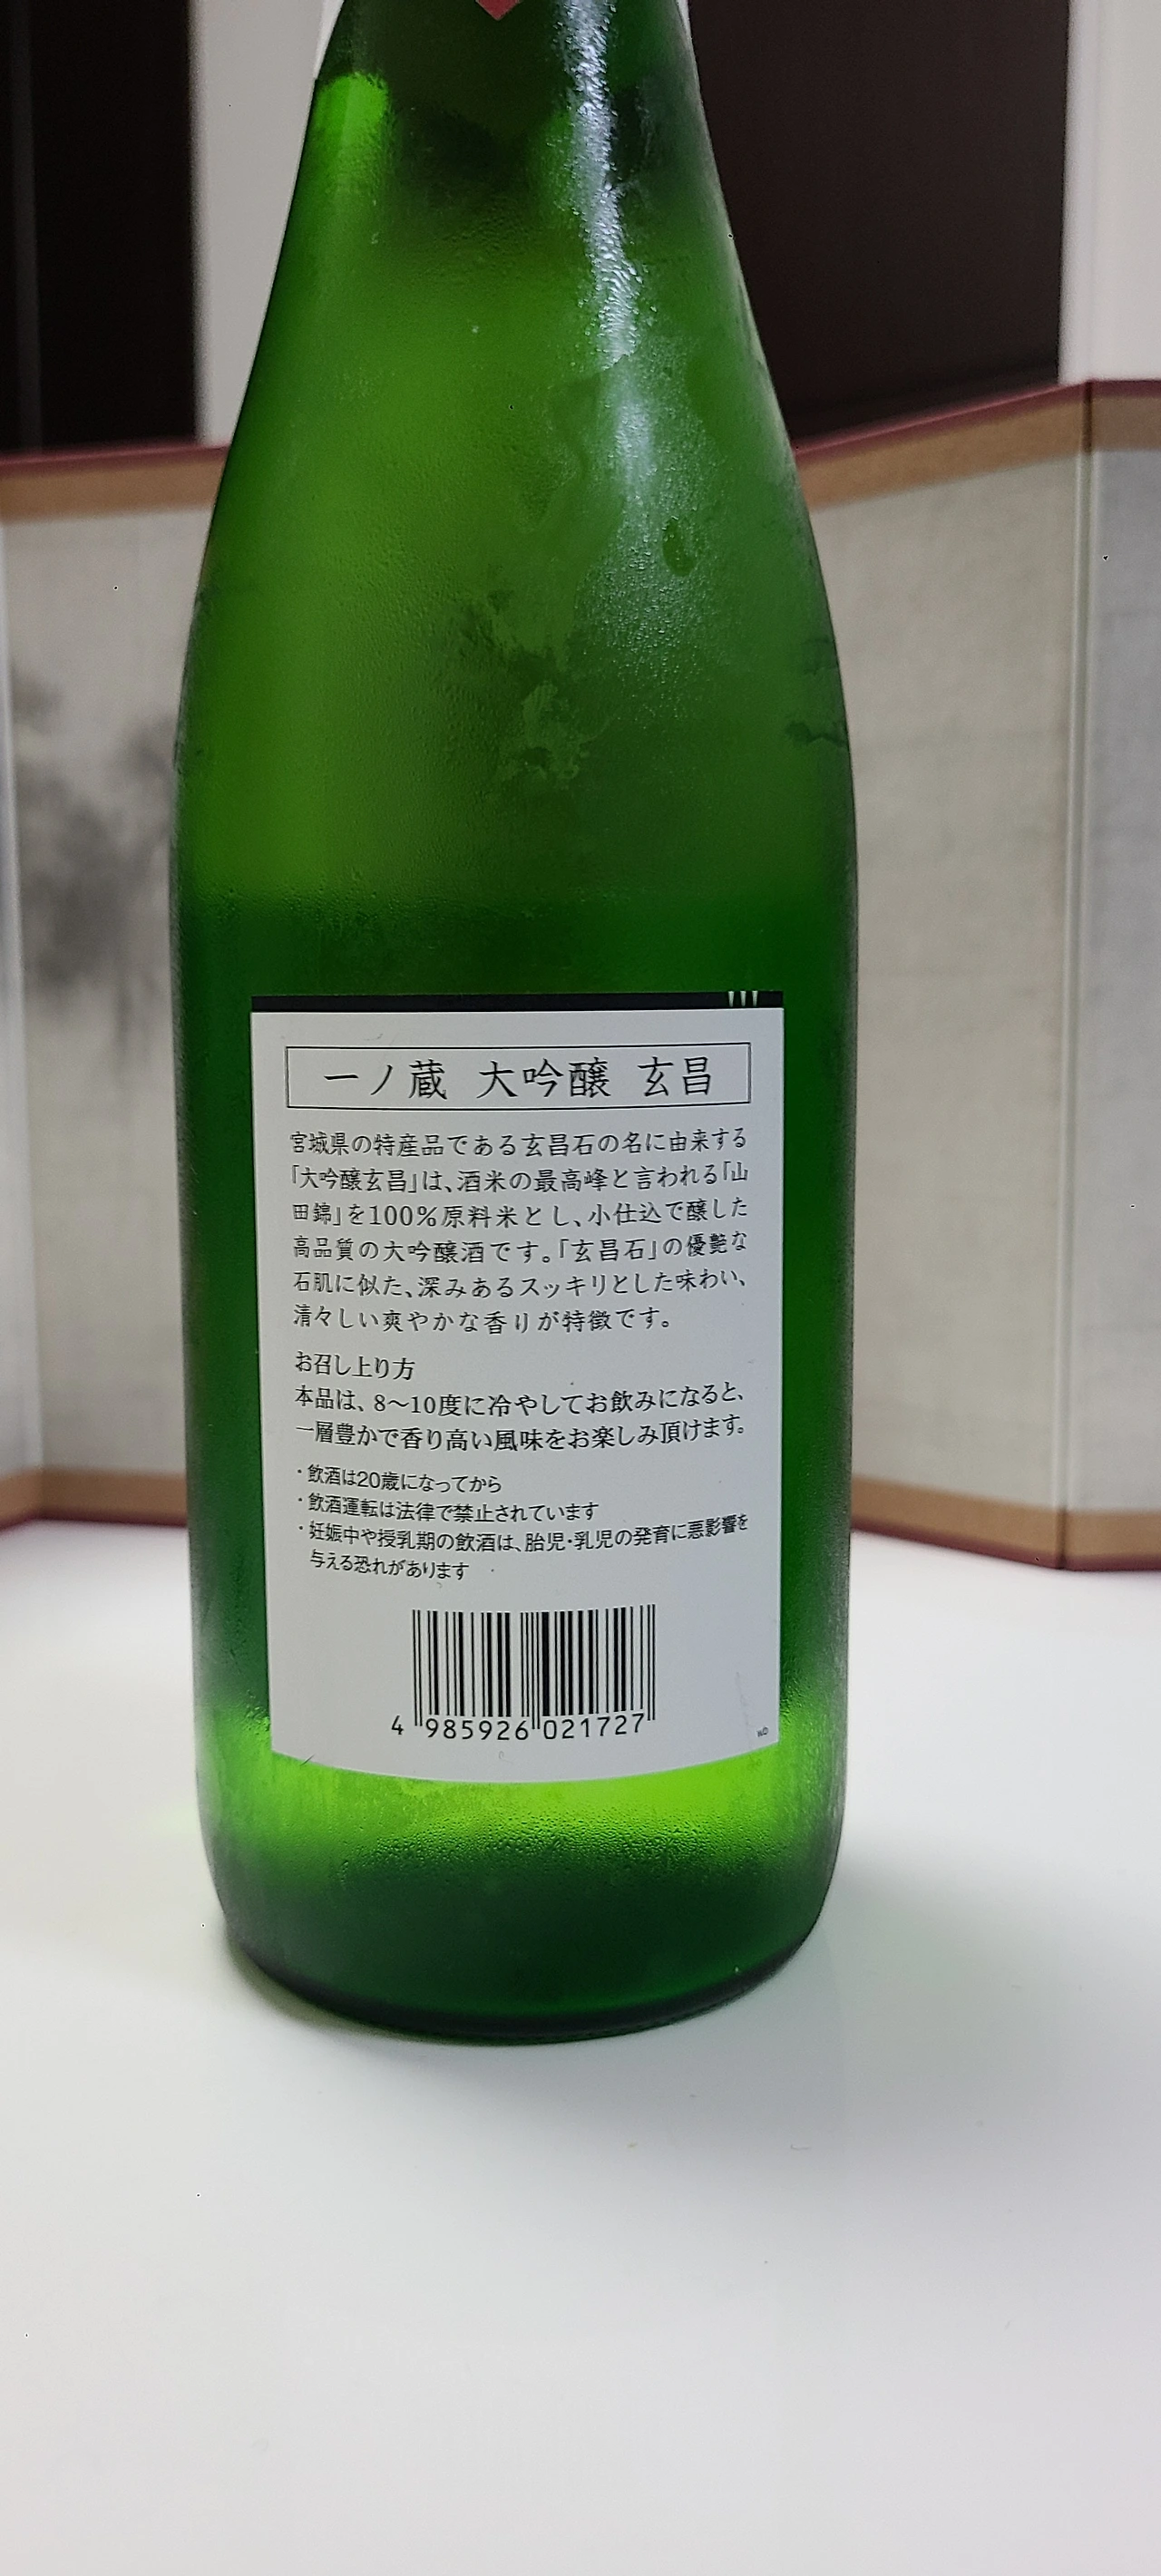 一ノ蔵 大吟醸 玄昌
宮城県の特産品である玄昌石の名に由来する
「大吟醸玄昌」は、酒米の最高峰と言われる「山
田錦」を100%原料米とし、小仕込で醸した
高品質の大吟醸酒です。「玄昌石」の優艶な
石肌に似た、深みあるスッキリとした味わい、
清々しい爽やかな香りが特徴です。
お召し上り方
本品は、8〜10度に冷やしてお飲みになると、
一層豊かで香り高い風味をお楽しみ頂けます。
・飲酒は20歳になってから
・飲酒運転は法律で禁止されています
・妊娠中や授乳期の飲酒は、胎児・乳児の発育に悪影響を
与える恐れがあります
4 985926 021727